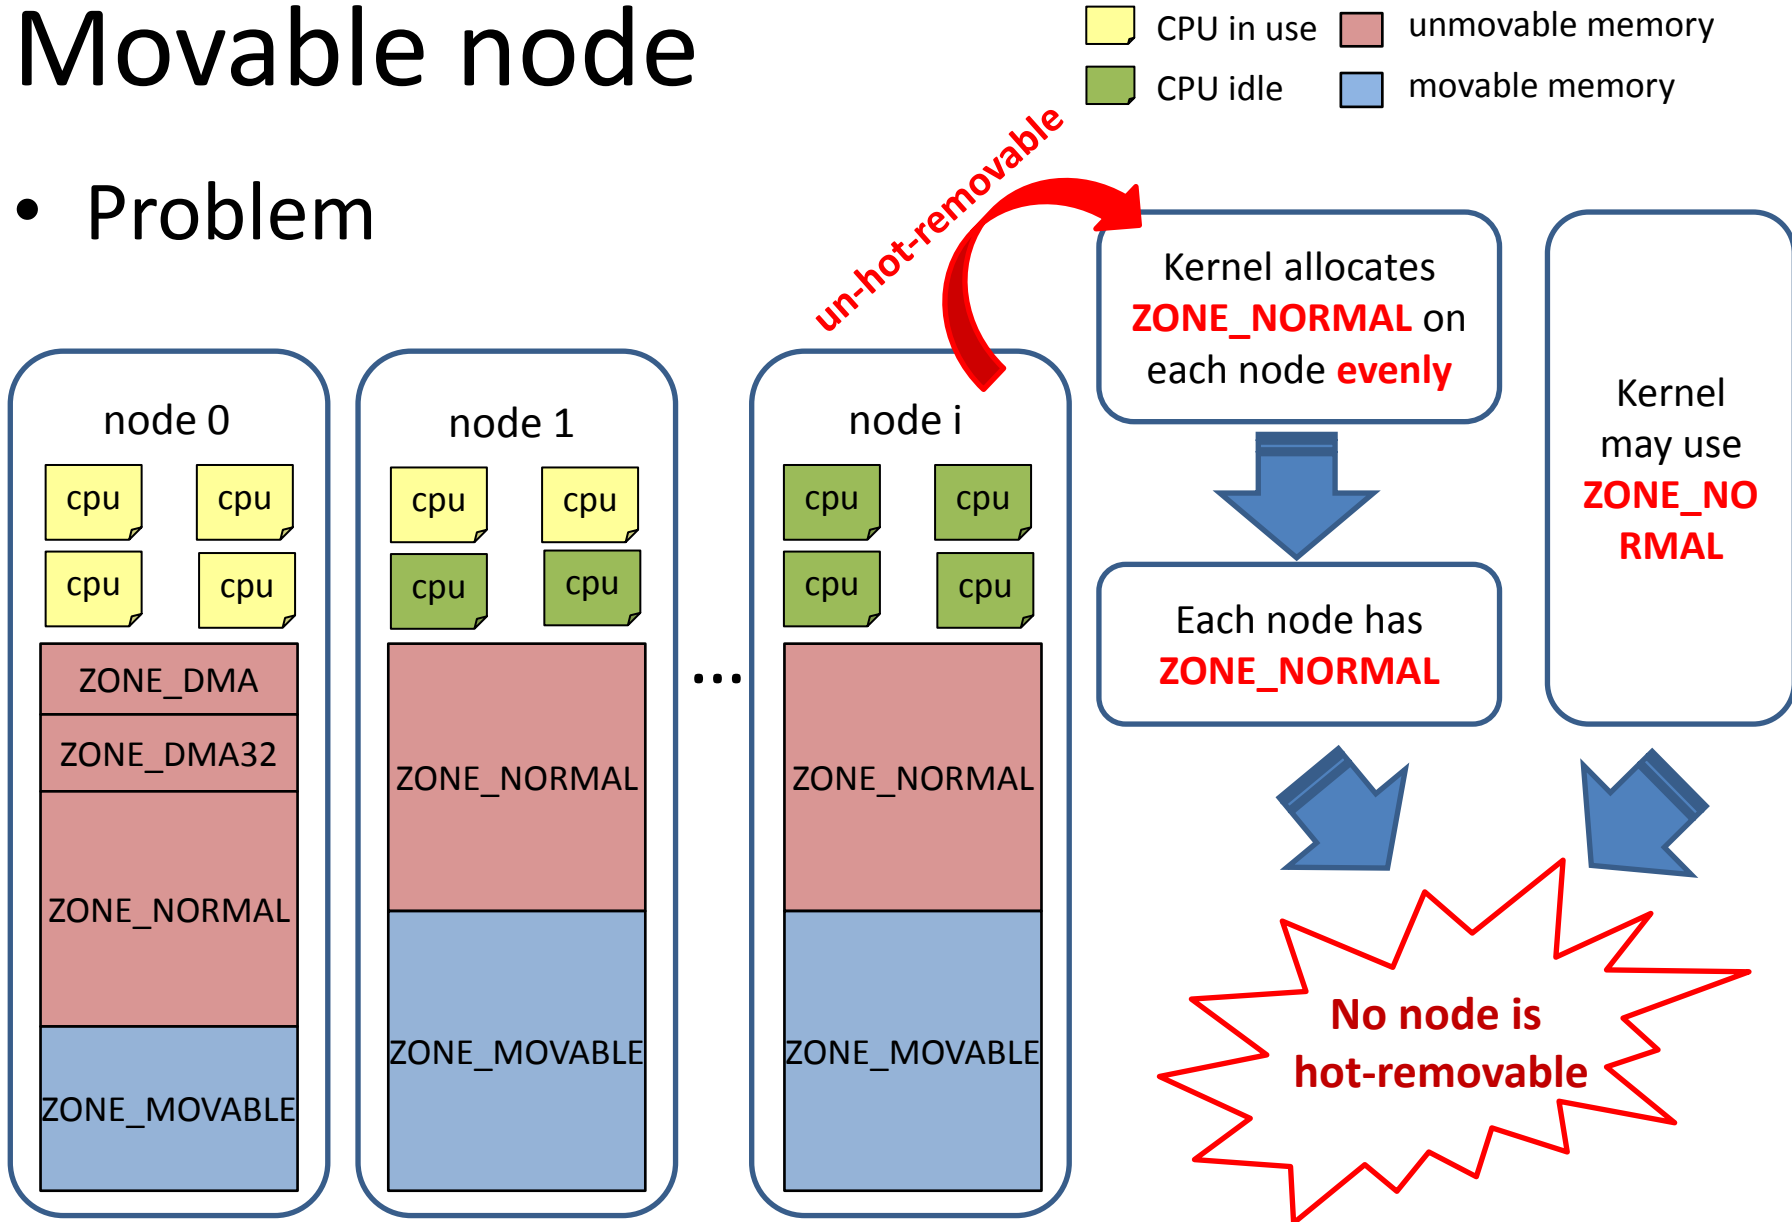 Movable node
CPU in use
unmovable memory
CPU idle
movable memory
• Problem
un-hot-removable
node 0
cpu
cpu
cpu
cpu
ZONE_DMA
ZONE_DMA32
ZONE_NORMAL
ZONE_MOVABLE
node 1
cpu
cpu
cpu
cpu
ZONE_NORMAL
ZONE_MOVABLE
...
node i
cpu
cpu
cpu
cpu
ZONE_NORMAL
ZONE_MOVABLE
Kernel allocates
ZONE_NORMAL on
each node evenly
Each node has
ZONE_NORMAL
Kernel
may use
ZONE_NO
RMAL
No node is
hot-removable